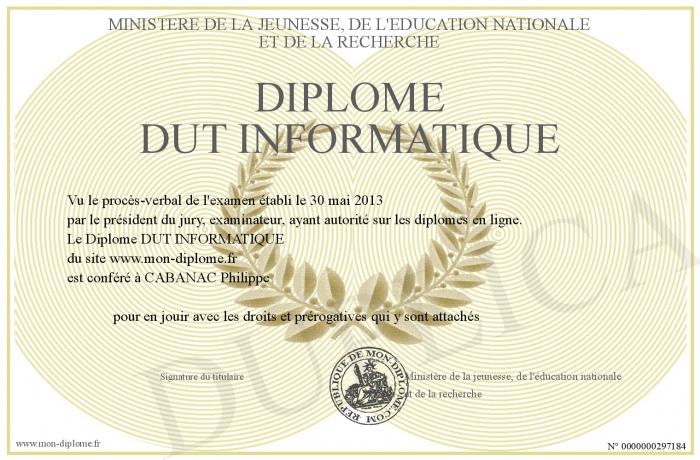 MINISTERE DE LA JEUNESSE, DE L'EDUCATION NATIONALE
ET DE LA RECHERCHE
DIPLOME
DUT INFORMATIQUE
Vu le procès-verbal de l'examen établi le 30 mai 2013
par le président du jury, examinateur, ayant autorité sur les diplomes en ligne.
Le Diplome DUT INFORMATIQUE
du site www.mon-diplome.fr
est conféré à CABANAC Philippe
pour en jouir avec les droits et prérogatives qui y sont attachés
DUPLICATA
Signature du titulaire
REPUBLIQUE DE MON-DIPLOME.COM
Ministère de la jeunesse, de l'éducation nationale
et de la recherche
www.mon-diplome.fr
N° 0000000297184